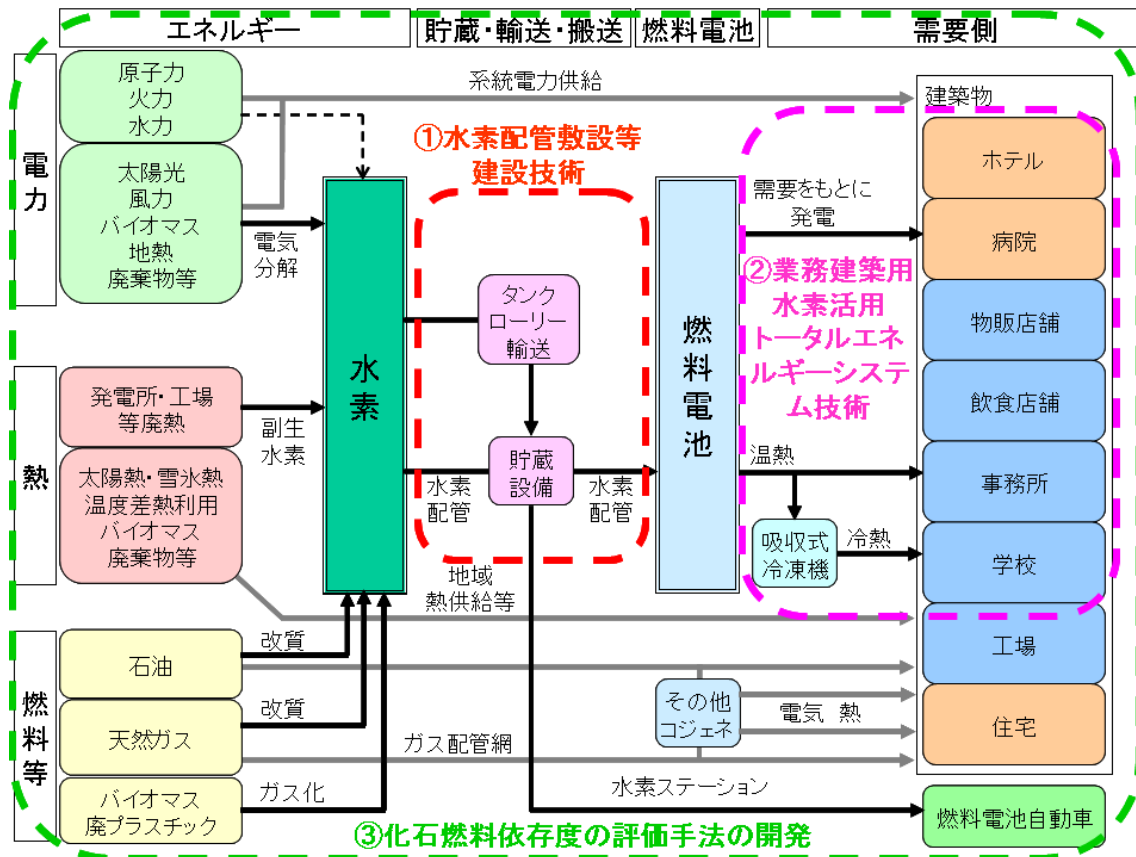 エネルギー
貯蔵・輸送・搬送
燃料電池
需要側
電力
原子力
火力
水力
太陽光
風力
バイオマス
地熱
廃棄物等
系統電力供給
電気
分解
①水素配管敷設等
建設技術
水素
タンク
ローリー
輸送
貯蔵
設備
水素
配管
水素
配管
燃料電池
需要をもとに
発電
②業務建築用
水素活用
トータルエネ
ルギーシステ
ム技術
温熱
吸収式
冷凍機
冷熱
建築物
ホテル
病院
物販店舗
飲食店舗
事務所
学校
工場
住宅
燃料電池自動車
熱
発電所・工場
等廃熱
副生
水素
太陽熱・雪氷熱
温度差熱利用
バイオマス
廃棄物等
地域
熱供給等
燃料等
石油
改質
天然ガス
改質
バイオマス
廃プラスチック
ガス化
ガス配管網
その他
コジェネ
電気 熱
水素ステーション
③化石燃料依存度の評価手法の開発